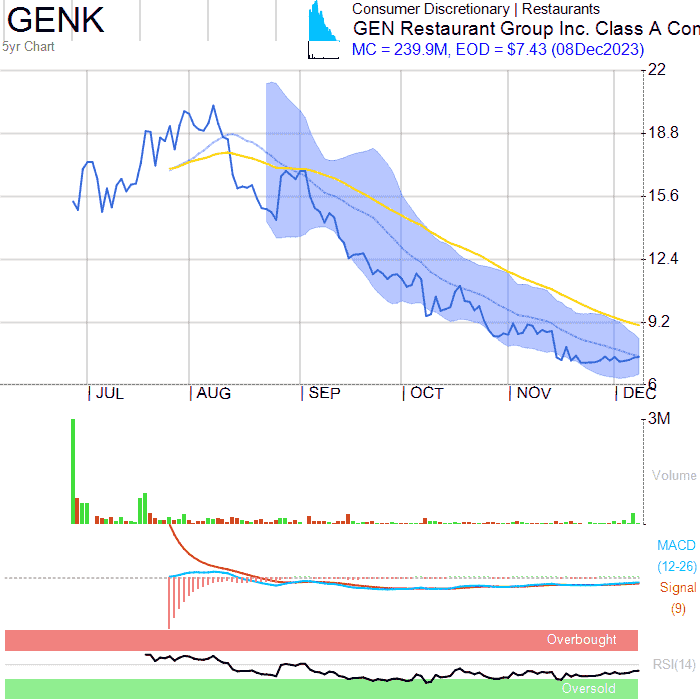 GENK
5yr Chart
Consumer Discretionary | Restaurants
GEN Restaurant Group Inc. Class A Con
MC = 239.9M, EOD = $7.43 (08Dec2023)
22
18.8
15.6
12.4
9.2
6
JUL AUG SEP OCT NOV DEC
3M
Volume
MACD
(12-26)
Signal
(9)
Overbought
RSI(14)
Oversold